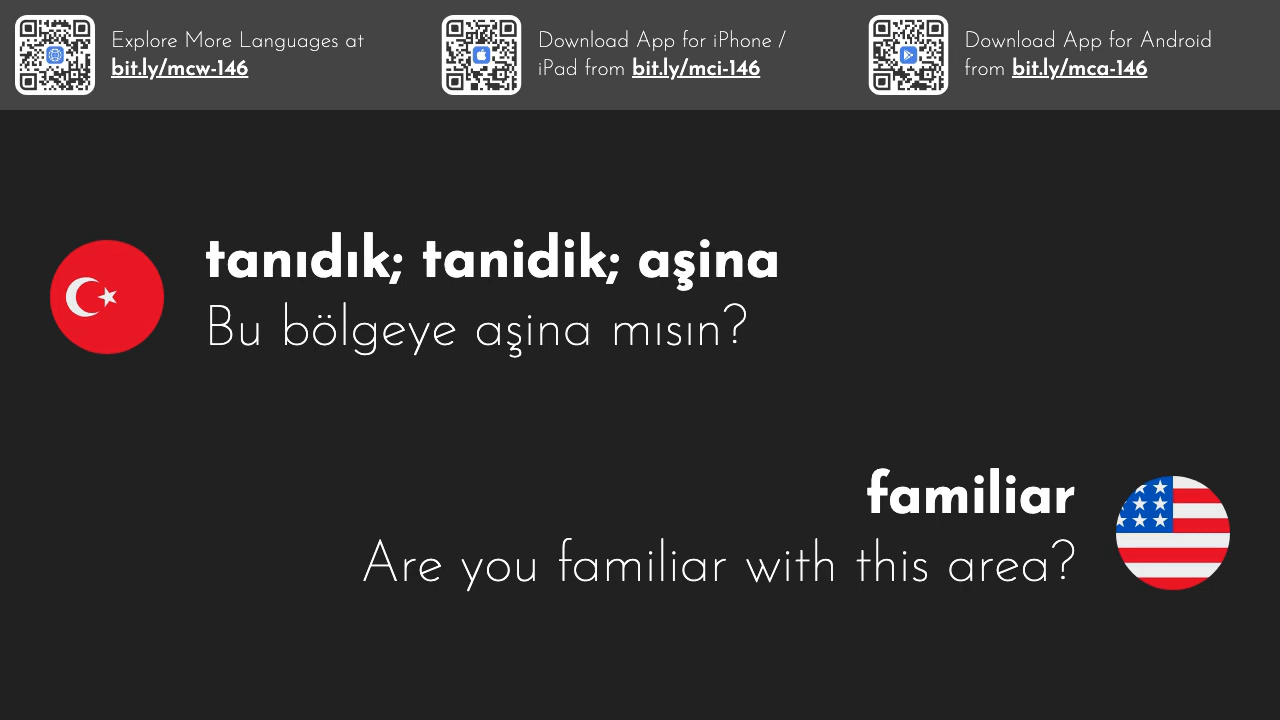 Explore More Languages at
bit.ly/mcw-146
Download App for iPhone /
iPad from bit.ly/mci-146
Download App for Android
from bit.ly/mca-146
tanıdık; tanidik; aşina
Bu bölgeye aşina mısın?
familiar
Are you familiar with this area?